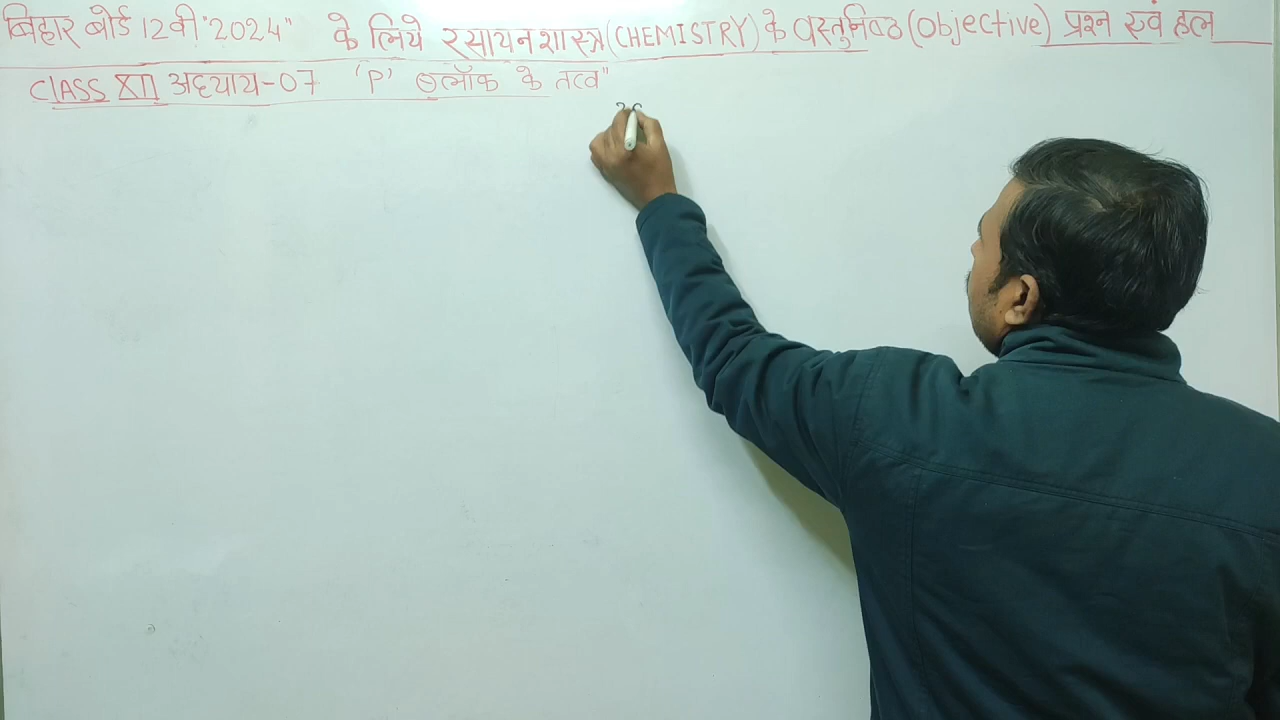 बिहार बोर्ड 12वी "2024" के लिये रसायनशास्त्र (CHEMISTRY) के वस्तुनिष्ठ (Objective) प्रश्न एवं हल
CLASS XII अध्याय-07 'P' ब्लॉक के तत्व"